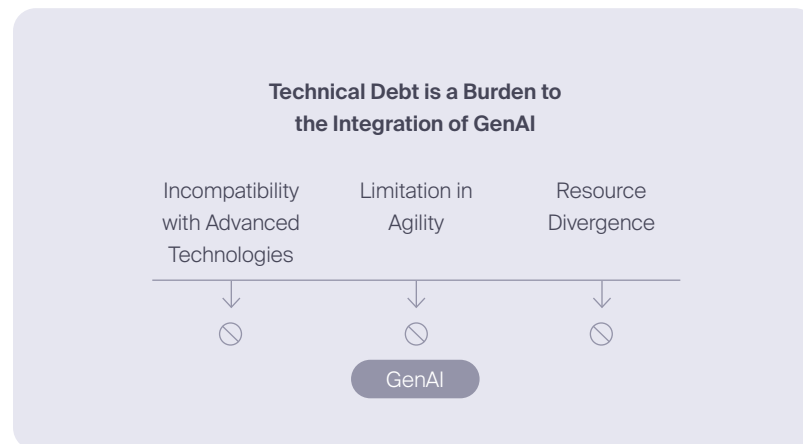 Technical Debt is a Burden to
the Integration of GenAI
Incompatibility
with Advanced
Technologies
Limitation in
Agility
Resource
Divergence
GenAI